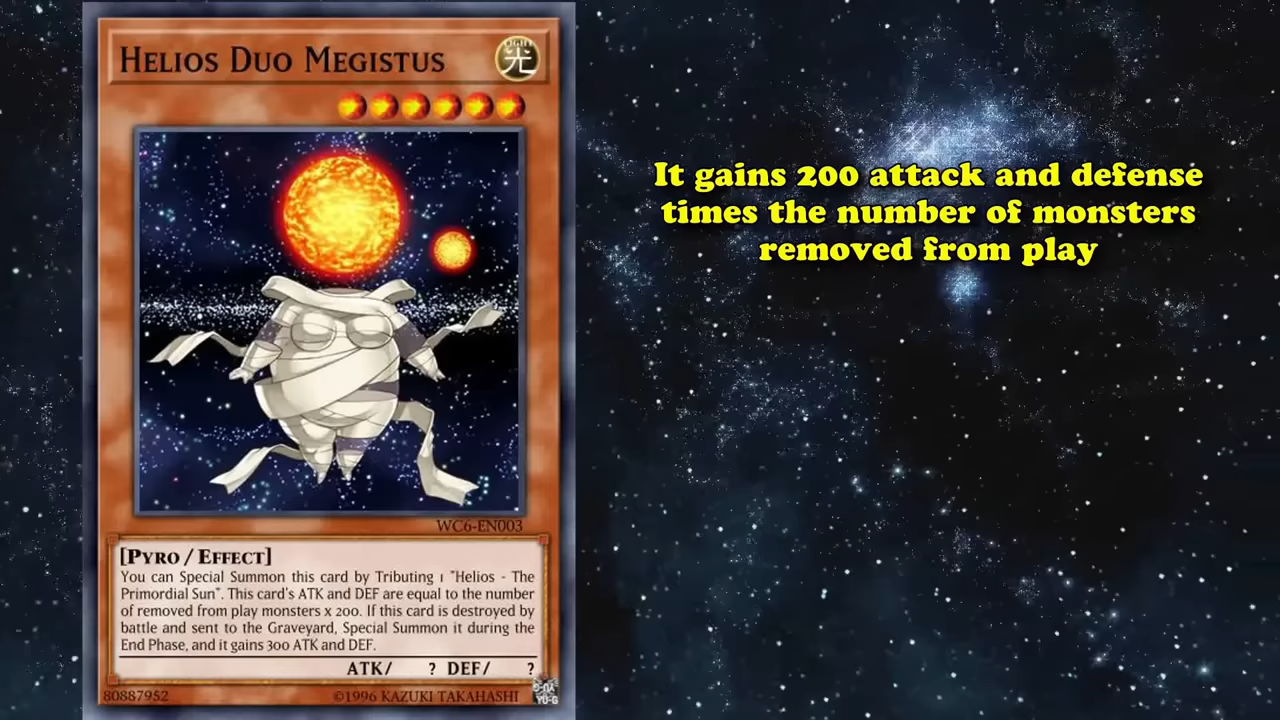 Helios Duo Megistus
LIGHT
光
It gains 200 attack and defense
times the number of monsters
removed from play
WC6-EN003
[Pyro / Effect]
You can Special Summon this card by Tributing 1 "Helios - The
Primordial Sun". This card's ATK and DEF are equal to the number
of removed from play monsters x 200. If this card is destroyed by
battle and sent to the Graveyard, Special Summon it during the
End Phase, and it gains 300 ATK and DEF.
ATK/ ? DEF/ ?
80887952
©1996 KAZUKI TAKAHASHI